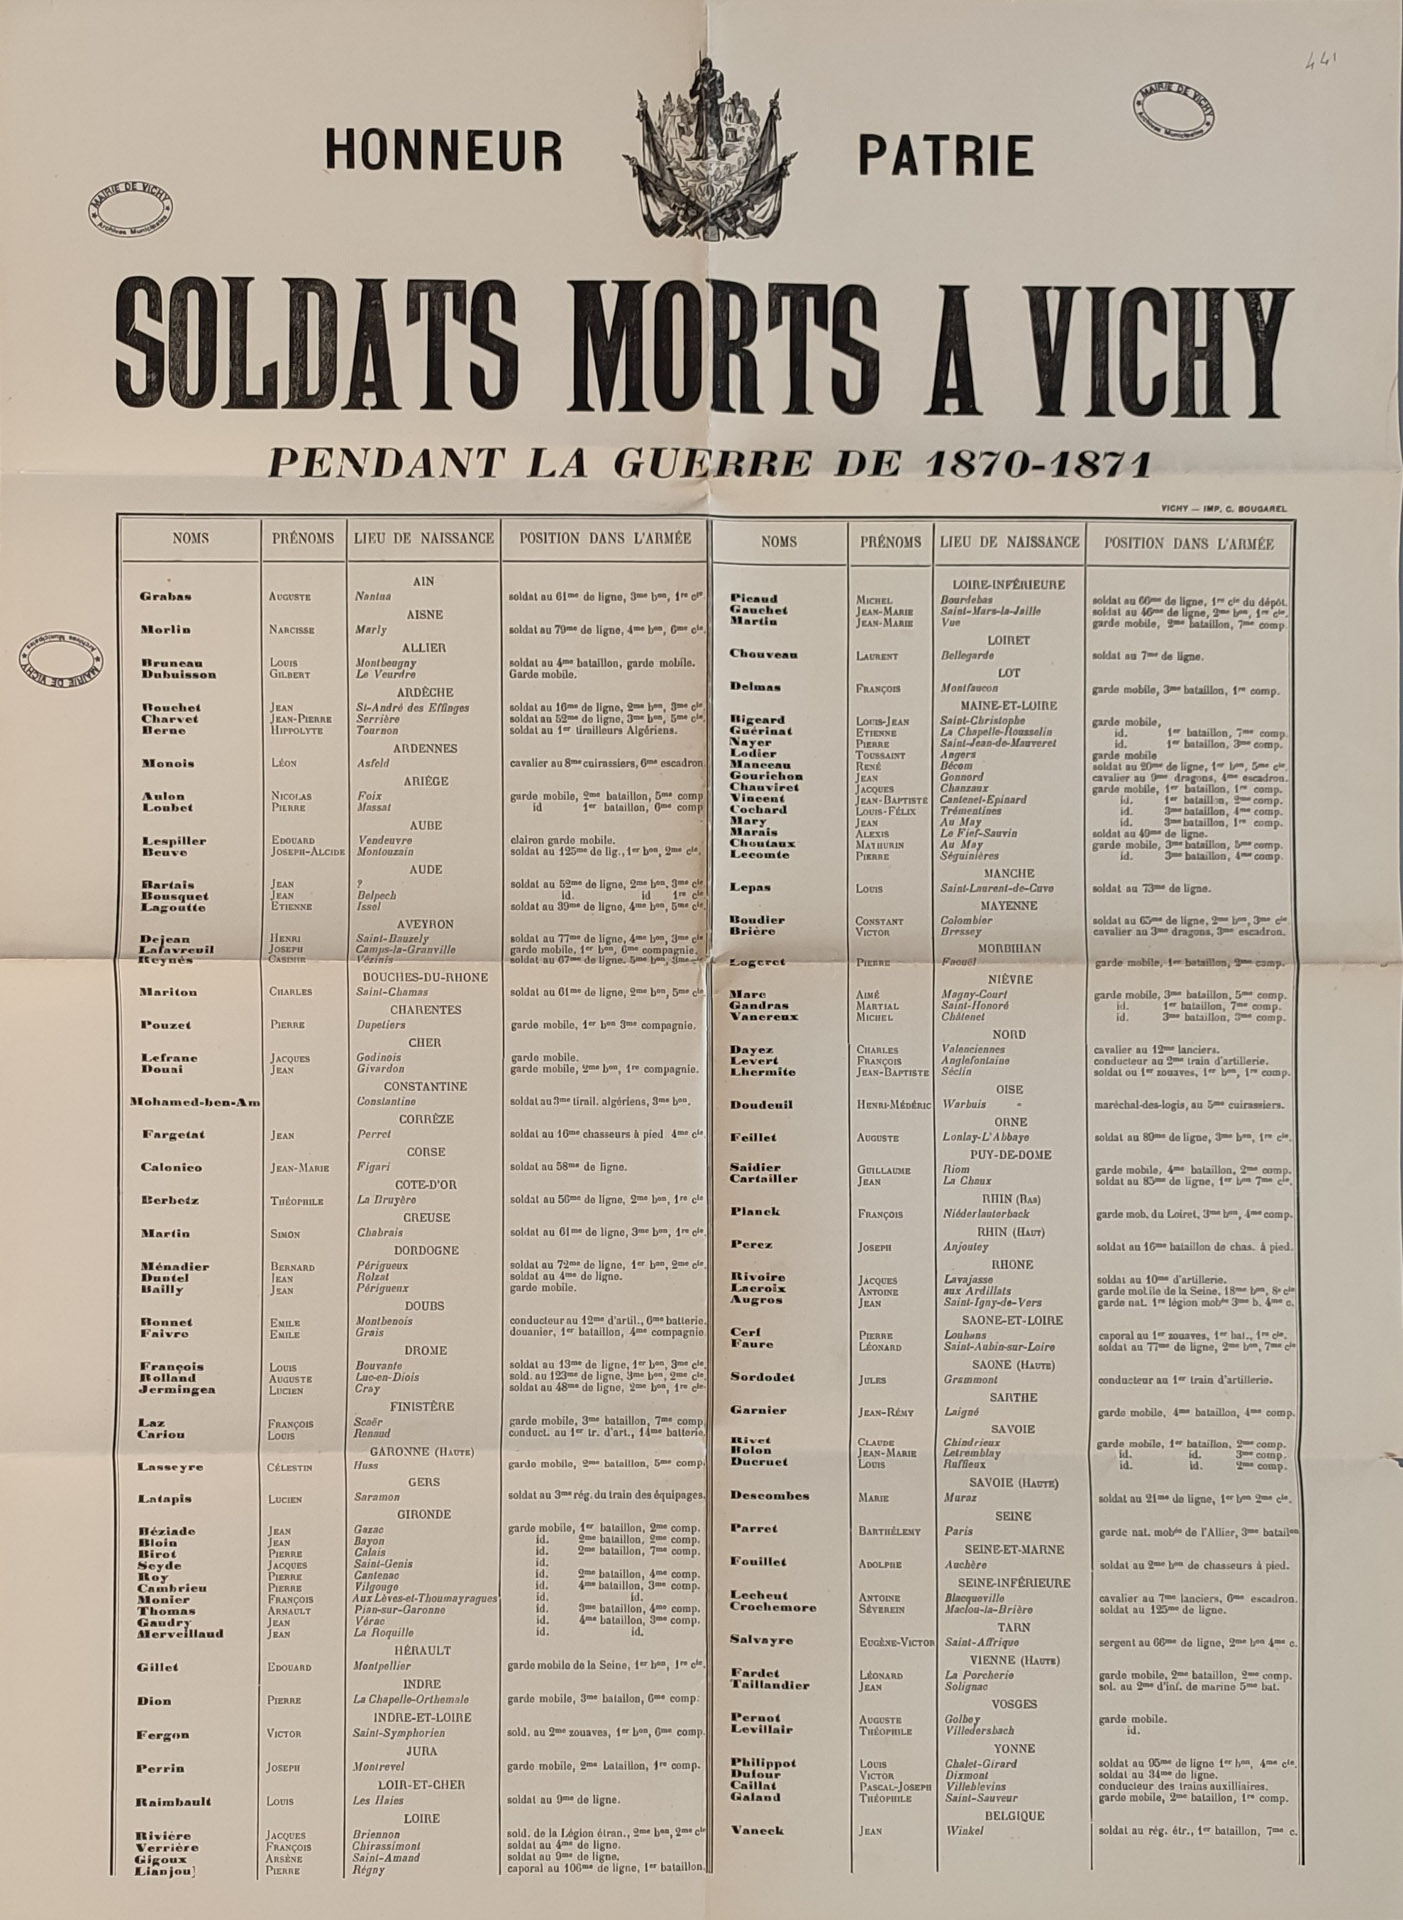 441
HONNEUR PATRIE
MAIRIE DE VICHY
Archives Municipales
MAIRIE DE VICHY
Archives Municipales
SOLDATS MORTS A VICHY
PENDANT LA GUERRE DE 1870-1871
VICHY — IMP. C. BOUGAREL
MAIRIE DE VICHY
Archives Municipales
NOMS PRÉNOMS LIEU DE NAISSANCE POSITION DANS L'ARMÉE
AIN
Grabas AUGUSTE Nantua soldat au 61me de ligne, 3me bon, 1re cie
AISNE
Morlin NARCISSE Marly soldat au 79me de ligne, 4me bon, 6me cie.
ALLIER
Bruneau LOUIS Montbeugny soldat au 4me bataillon, garde mobile.
Dubuisson GILBERT Le Veurdre Garde mobile.
ARDÈCHE
Bouchet JEAN St-André des Effinges soldat au 16me de ligne, 2me bon, 3me cie.
Charvet JEAN-PIERRE Serrière soldat au 52me de ligne, 3me bon, 5me cie.
Berne HIPPOLYTE Tournon soldat au 1er tirailleurs Algériens.
ARDENNES
Monois LÉON Asfeld cavalier au 8me cuirassiers, 6me escadron
ARIÈGE
Aulon NICOLAS Foix garde mobile, 2me bataillon, 5me comp
Loubet PIERRE Massat id 1er bataillon, 6me comp
AUBE
Lespiller EDOUARD Vendeuvre clairon garde mobile.
Beuve JOSEPH-ALCIDE Montouzain soldat au 125me de lig., 1er bon, 2me cie.
AUDE
Bartais JEAN ? soldat au 52me de ligne, 2me bon, 3me cie
Bousquet JEAN Belpech id. id 1re cie
Lagoutte ETIENNE Issel soldat au 39me de ligne, 4me bon, 5me cie.
AVEYRON
Dejean HENRI Saint-Bauzely soldat au 77me de ligne, 4me bon, 3me cie
Lafavreuil JOSEPH Camps-la-Granville garde mobile, 1er bon, 6me compagnie.
Reynés CASIMIR Vézinis soldat au 67me de ligne. 5me bon, 3me cie
BOUCHES-DU-RHONE
Mariton CHARLES Saint-Chamas soldat au 61me de ligne, 2me bon, 5me cie
CHARENTES
Pouzet PIERRE Dupetiers garde mobile, 1er bon 3me compagnie.
CHER
Lefranc JACQUES Godinois garde mobile.
Douai JEAN Givardon garde mobile, 2me bon, 1re compagnie.
CONSTANTINE
Mohamed-ben-Am Constantine soldat au 3me tirail. algériens, 3me bon.
CORRÈZE
Fargetat JEAN Perret soldat au 16me chasseurs à pied 4me cie.
CORSE
Calonico JEAN-MARIE Figari soldat au 58me de ligne.
COTE-D'OR
Berbetz THÉOPHILE La Bruyère soldat au 56me de ligne, 2me bon, 1re cie
CREUSE
Martin SIMON Chabrais soldat au 61me de ligne, 3me bon, 1re cie.
DORDOGNE
Ménadier BERNARD Périgueux soldat au 72me de ligne, 1er bon, 2me cie.
Duntel JEAN Rolzat soldat au 4me de ligne.
Bailly JEAN Périgueux garde mobile.
DOUBS
Bonnet EMILE Montbenois conducteur au 12me d'artil., 6me batterie.
Faivre EMILE Grais douanier, 1er bataillon, 4me compagnie
DROME
François LOUIS Bouvante soldat au 13me de ligne, 1er bon, 3me cie.
Rolland AUGUSTE Luc-en-Diois sold. au 123me de ligne, 3me bon, 2me cie.
Jermingea LUCIEN Cray soldat au 48me de ligne, 2me bon, 1re cie.
FINISTÈRE
Laz FRANÇOIS Scaër garde mobile, 3me bataillon, 7me comp
Cariou LOUIS Renaud conduct. au 1er tr. d'art., 14me batterie.
GARONNE (HAUTE)
Lasseyre CÉLESTIN Huss garde mobile, 2me bataillon, 5me comp.
GERS
Latapis LUCIEN Saramon soldat au 3me rég. du train des équipages.
GIRONDE
Béziade JEAN Gazac garde mobile, 1er bataillon, 2me comp.
Bloin JEAN Bayon id. 2me bataillon, 2me comp.
Birot PIERRE Calais id. 2me bataillon, 7me comp.
Seyde JACQUES Saint-Genis id.
Roy PIERRE Cantenac id. 2me bataillon, 4me comp.
Cambrieu PIERRE Vilgouge id. 4me bataillon, 3me comp.
Monier FRANÇOIS Aux Lèves-et-Thoumayragues id. id.
Thomas ARNAULT Pian-sur-Garonne id. 3me bataillon, 4me comp.
Gaudry JEAN Vérac id. 4me bataillon, 3me comp.
Merveillaud JEAN La Roquille id. id.
HÉRAULT
Gillet EDOUARD Montpellier garde mobile de la Seine, 1er bon, 1re cie.
INDRE
Dion PIERRE La Chapelle-Orthemale garde mobile, 3me bataillon, 6me comp.
INDRE-ET-LOIRE
Fergon VICTOR Saint-Symphorien sold. au 2me zouaves, 1er bon, 6me comp.
JURA
Perrin JOSEPH Montrevel garde mobile, 2me bataillon, 1re comp.
LOIR-ET-CHER
Raimbault LOUIS Les Haies soldat au 9me de ligne.
LOIRE
Rivière JACQUES Briennon sold. de la Légion étran., 2me bon, 2me cie
Verrière FRANÇOIS Chirassimont soldat au 4me de ligne.
Gigoux ARSÈNE Saint-Amand soldat au 9me de ligne.
Lianjou] PIERRE Régny caporal au 106me de ligne, 1er bataillon.
NOMS PRÉNOMS LIEU DE NAISSANCE POSITION DANS L'ARMÉE
LOIRE-INFÉRIEURE
Picaud MICHEL Bourdebas soldat au 66me de ligne, 1re cie du dépôt.
Gauchet JEAN-MARIE Saint-Mars-la-Jaille soldat au 46me de ligne, 2me bon, 1re cie.
Martin JEAN-MARIE Vue garde mobile, 2me bataillon, 7me comp.
LOIRET
Chouveau LAURENT Bellegarde soldat au 7me de ligne.
LOT
Delmas FRANÇOIS Montfaucon garde mobile, 3me bataillon, 1re comp.
MAINE-ET-LOIRE
Bigeard LOUIS-JEAN Saint-Christophe garde mobile,
Guérinat ETIENNE La Chapelle-Rousselin id. 1er bataillon, 7me comp.
Nayer PIERRE Saint-Jean-de-Mauveret id. 1er bataillon, 3me comp.
Lodier TOUSSAINT Angers garde mobile
Manceau RENÉ Bécom soldat au 20me de ligne, 1er bon, 5me cie.
Gourichon JEAN Gonnord cavalier au 9me dragons, 4me escadron.
Chauviret JACQUES Chanzaux garde mobile, 1er bataillon, 1re comp.
Vincent JEAN-BAPTISTE Cantenet-Epinard id. 1er bataillon, 2me comp.
Cochard LOUIS-FÉLIX Trémentines id. 3me bataillon, 4me comp.
Mary JEAN Au May id. 3me bataillon, 1re comp.
Marais ALEXIS Le Fief-Sauvin soldat au 49me de ligne.
Choutaux MATHURIN Au May garde mobile, 3me bataillon, 5me comp.
Lecomte PIERRE Séguinières id. 3me bataillon, 4me comp.
MANCHE
Lepas LOUIS Saint-Laurent-de-Cuve soldat au 73me de ligne.
MAYENNE
Boudier CONSTANT Colombier soldat au 65me de ligne, 2me bon, 3me cie
Brière VICTOR Bressey cavalier au 3me dragons, 3me escadron.
MORBIHAN
Logeret PIERRE Faouël garde mobile, 1er bataillon, 2me comp.
NIÈVRE
Marc AIMÉ Magny-Court garde mobile, 3me bataillon, 5me comp.
Gandras MARTIAL Saint-Honoré id. 1er bataillon, 7me comp.
Vancreux MICHEL Châtenet id. 3me bataillon, 3me comp.
NORD
Dayez CHARLES Valenciennes cavalier au 12me lanciers.
Levert FRANÇOIS Anglefontaine conducteur au 2me train d'artillerie.
Lhermite JEAN-BAPTISTE Séclin soldat ou 1er zouaves, 1er bon, 1re comp.
OISE
Doudeuil HENRI-MÉDÉRIC Warbuis maréchal-des-logis, au 5me cuirassiers.
ORNE
Feillet AUGUSTE Lonlay-L'Abbaye soldat au 89me de ligne, 3me bon, 1re cie.
PUY-DE-DOME
Saidier GUILLAUME Riom garde mobile, 4me bataillon, 2me comp.
Cartailler JEAN La Chaux soldat au 85me de ligne, 1er bon 7me cie.
RHIN (BAS)
Planck FRANÇOIS Niéderlauterback garde mob. du Loiret, 3me bon, 4me comp.
RHIN (HAUT)
Perez JOSEPH Anjoutey soldat au 16me bataillon de chas. à pied.
RHONE
Rivoire JACQUES Lavajasse soldat au 10me d'artillerie.
Lacroix ANTOINE aux Ardillats garde mobile de la Seine, 18me bon, 8e cie
Augros JEAN Saint-Igny-de-Vers garde nat. 1re légion mobée 3me b. 4me c.
SAONE-ET-LOIRE
Cerf PIERRE Louhans caporal au 1er zouaves, 1er bat., 1re cie.
Faure LÉONARD Saint-Aubin-sur-Loire soldat au 77me de ligne, 2me bon, 7me cie
SAONE (HAUTE)
Sordodet JULES Grammont conducteur au 1er train d'artillerie.
SARTHE
Garnier JEAN-RÉMY Laigné garde mobile, 4me bataillon, 4me comp.
SAVOIE
Rivet CLAUDE Chindrieux garde mobile, 1er bataillon, 2me comp.
Bolon JEAN-MARIE Letremblay id. id. 3me comp.
Ducruet LOUIS Ruffieux id. id. 2me comp.
SAVOIE (HAUTE)
Descombes MARIE Muraz soldat au 21me de ligne, 1er bon 2me cie.
SEINE
Parret BARTHÉLEMY Paris garde nat. mobée de l'Allier, 3me batailon
SEINE-ET-MARNE
Fouillet ADOLPHE Auchère soldat au 2me bon de chasseurs à pied.
SEINE-INFÉRIEURE
Lecheut ANTOINE Blacqueville cavalier au 7me lanciers, 6me escadron.
Crochemore SÉVEREIN Maclou-la-Brière soldat au 125me de ligne.
TARN
Salvayre EUGÈNE-VICTOR Saint-Affrique sergent au 66me de ligne, 2me bon 4me c.
VIENNE (HAUTE)
Fardet LÉONARD La Porcherie garde mobile, 2me bataillon, 2me comp.
Taillandier JEAN Solignac sol. au 2me d'inf. de marine 5me bat.
VOSGES
Pernot AUGUSTE Golbey garde mobile.
Levillair THÉOPHILE Villedersbach id.
YONNE
Philippot LOUIS Chalet-Girard soldat au 95me de ligne 1er bon, 4me cie.
Dufour VICTOR Dixmont soldat au 34me de ligne.
Caillat PASCAL-JOSEPH Villeblevins conducteur des trains auxilliaires.
Galand THÉOPHILE Saint-Sauveur garde mobile, 2me bataillon, 1re comp.
BELGIQUE
Vaneck JEAN Winkel soldat au rég. étr., 1er bataillon, 7me c.